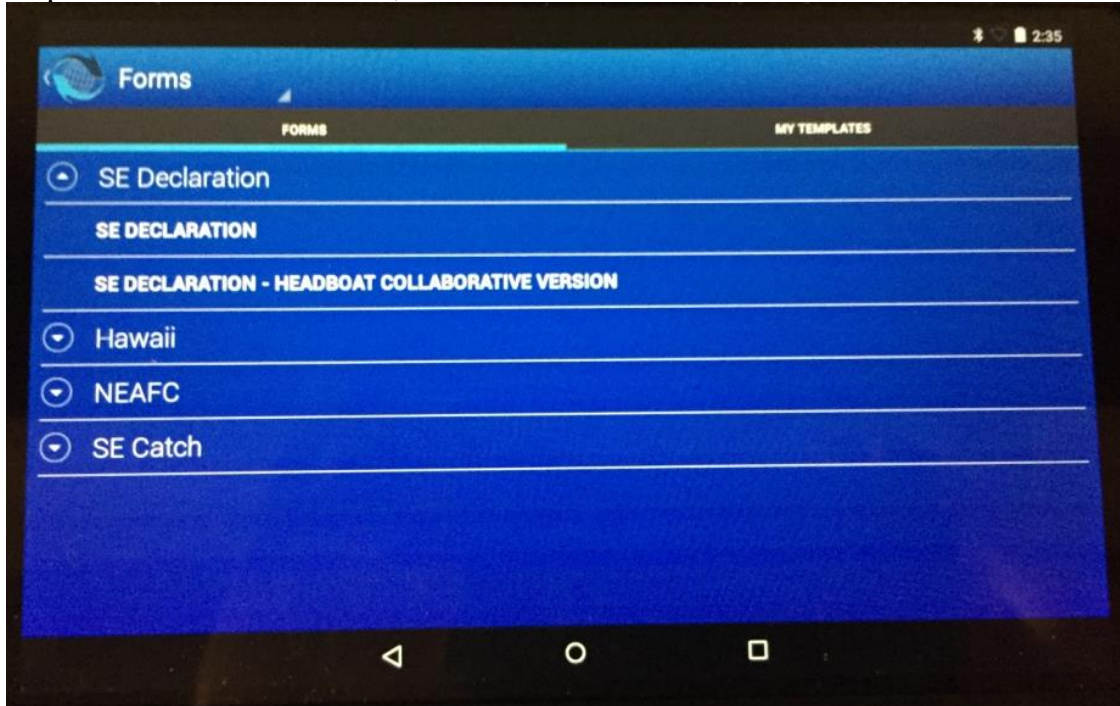 2:35
Forms
FORMS MY TEMPLATES
SE Declaration
SE DECLARATION
SE DECLARATION - HEADBOAT COLLABORATIVE VERSION
Hawaii
NEAFC
SE Catch